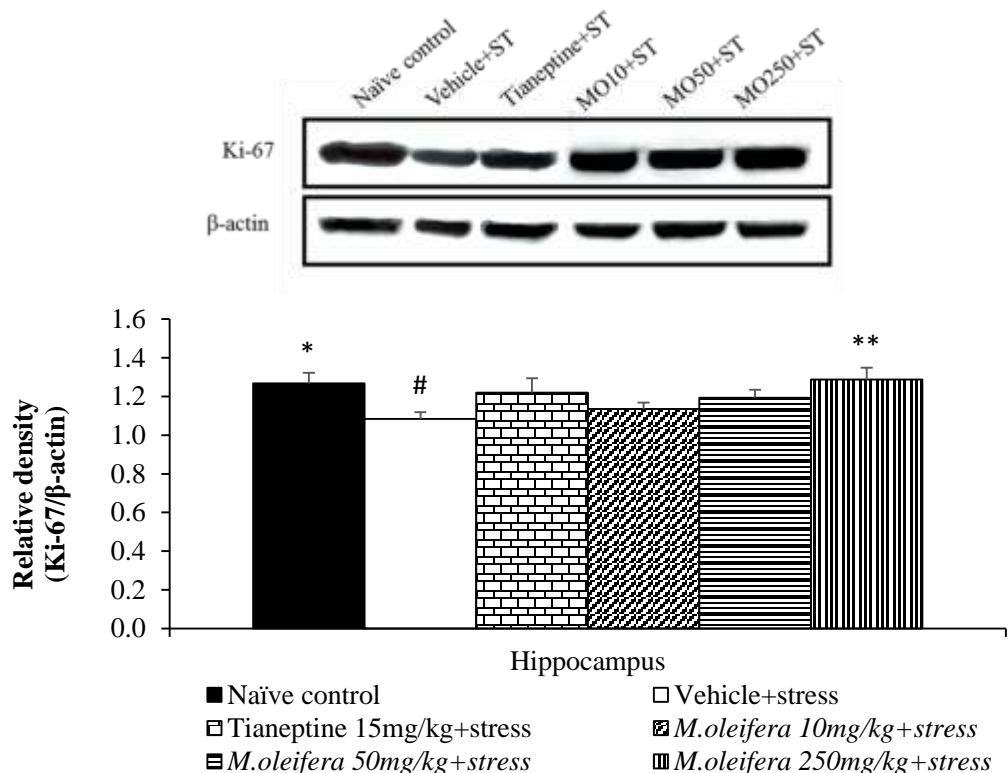 Naïve control Vehicle+ST Tianeptine+ST MO10+ST MO50+ST MO250+ST
Ki-67
β-actin
1.6
1.4
1.2
1.0
0.8
0.6
0.4
0.2
0.0
Relative density
(Ki-67/β-actin)
* # **
Hippocampus
Naïve control Vehicle+stress
Tianeptine 15mg/kg+stress M.oleifera 10mg/kg+stress
M.oleifera 50mg/kg+stress M.oleifera 250mg/kg+stress